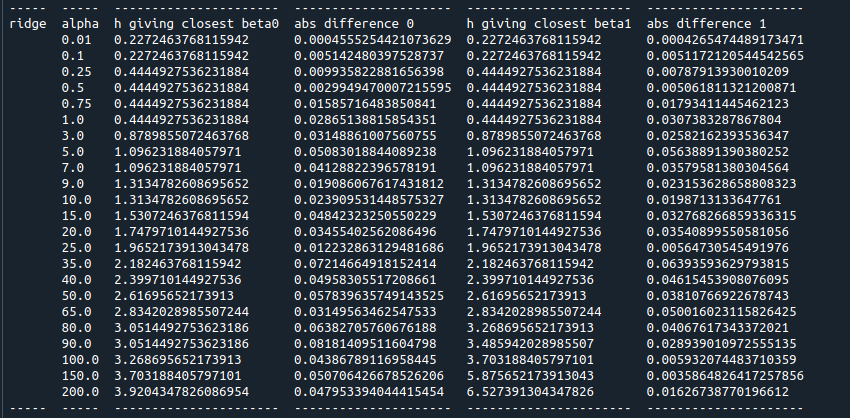 ----- ----- ---------------------- --------------------- ---------------------- ---------------------
ridge alpha h giving closest beta0 abs difference 0 h giving closest beta1 abs difference 1
0.01 0.2272463768115942 0.0004555254421073629 0.2272463768115942 0.0004265474489173471
0.1 0.2272463768115942 0.005142480397528737 0.2272463768115942 0.0051172120544542565
0.25 0.4444927536231884 0.009935822881656398 0.4444927536231884 0.00787913930010209
0.5 0.4444927536231884 0.0029949470007215595 0.4444927536231884 0.005061811321200871
0.75 0.4444927536231884 0.01585716483850841 0.4444927536231884 0.01793411445462123
1.0 0.4444927536231884 0.02865138815854351 0.4444927536231884 0.0307383287867804
3.0 0.8789855072463768 0.03148861007560755 0.8789855072463768 0.02582162393536347
5.0 1.096231884057971 0.05083018844089238 1.096231884057971 0.05638891390380252
7.0 1.096231884057971 0.04128822396578191 1.096231884057971 0.03579581380304564
9.0 1.3134782608695652 0.019086067617431812 1.3134782608695652 0.023153628658808323
10.0 1.3134782608695652 0.023909531448575327 1.3134782608695652 0.0198713133647761
15.0 1.5307246376811594 0.04842323250550229 1.5307246376811594 0.032768266859336315
20.0 1.7479710144927536 0.03455402562086496 1.7479710144927536 0.03540899550581056
25.0 1.9652173913043478 0.0122328631294816​86 1.9652173913043478 0.00564730545491976
35.0 2.182463768115942 0.07214664918152414 2.182463768115942 0.06393593629793815
40.0 2.399710144927536 0.04958305517208661 2.399710144927536 0.04615453908076095
50.0 2.61695652173913 0.057839635749143525 2.61695652173913 0.03810766922678743
65.0 2.8342028985507244 0.03149563462547533 2.8342028985507244 0.050016023115826425
80.0 3.0514492753623186 0.06382705760676188 3.268695652173913 0.04067617343372021
90.0 3.0514492753623186 0.08181409511604798 3.485942028985507 0.028939010972555135
100.0 3.268695652173913 0.04386789116958445 3.703188405797101 0.005932074483710359
150.0 3.703188405797101 0.050706426678526206 5.875652173913043 0.0035864826417257856
200.0 3.9204347826086954 0.047953394044415454 6.527391304347826 0.01626738770196612
----- ----- ---------------------- --------------------- ---------------------- ---------------------